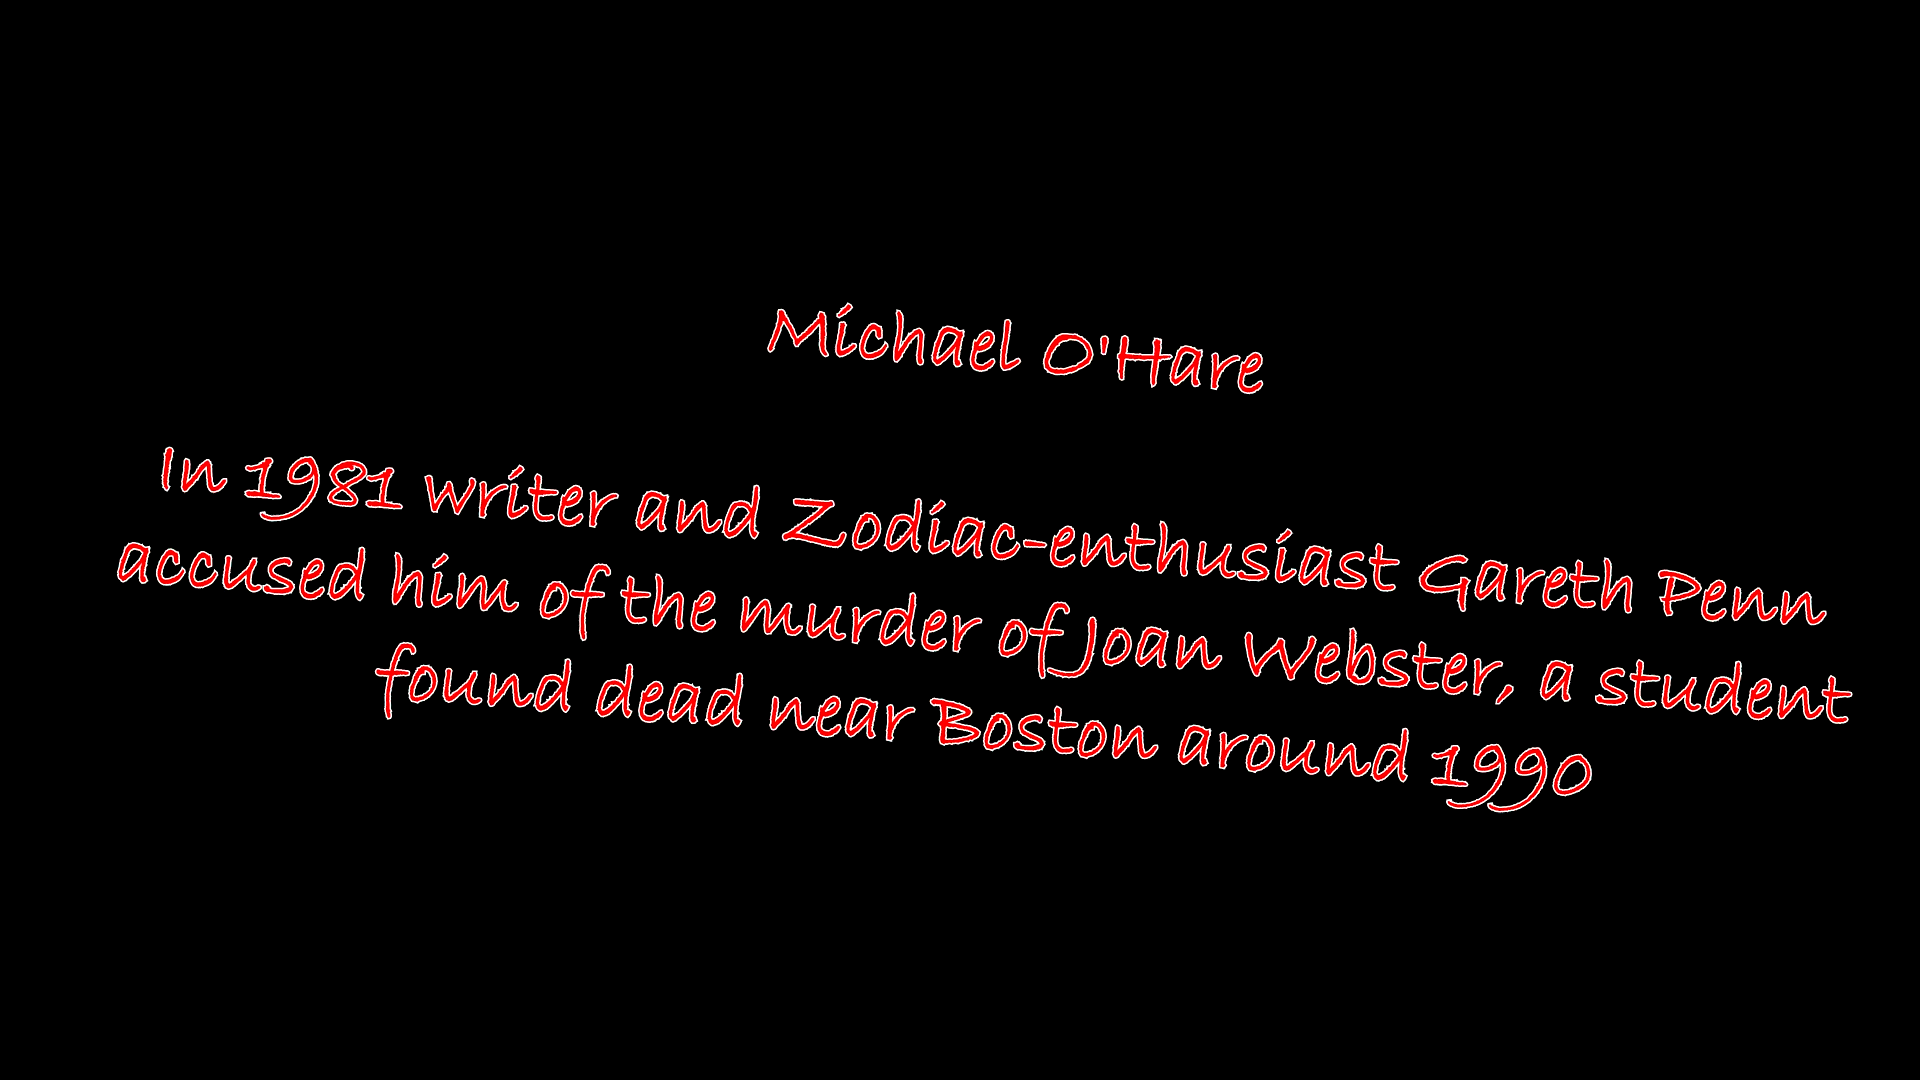 Michael O'Hare
In 1981 writer and Zodiac-enthusiast Gareth Penn
accused him of the murder of Joan Webster, a student
found dead near Boston around 1990